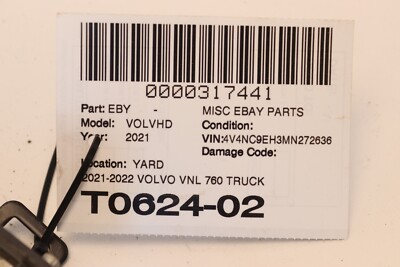 0000317441
Part: EBY - MISC EBAY PARTS
Model: VOLVHD Condition:
Year: 2021 VIN:4V4NC9EH3MN272636
Damage Code:
Location: YARD
2021-2022 VOLVO VNL 760 TRUCK
T0624-02